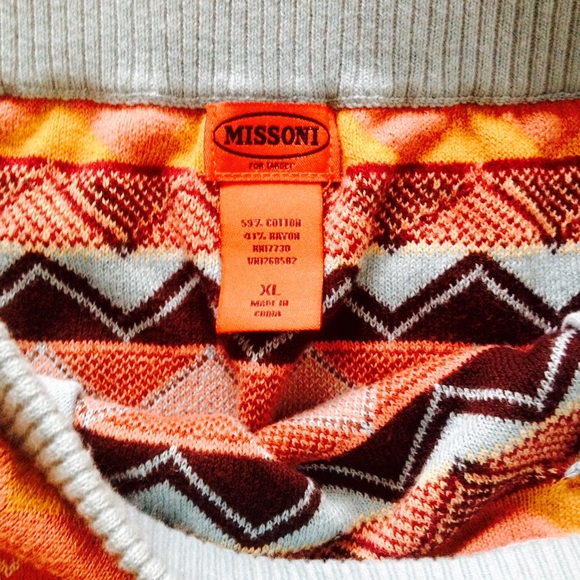 MISSONI
FOR TARGET
59% COTTON
41% RAYON
RN17730
VN1260582
XL
MADE IN
CHINA